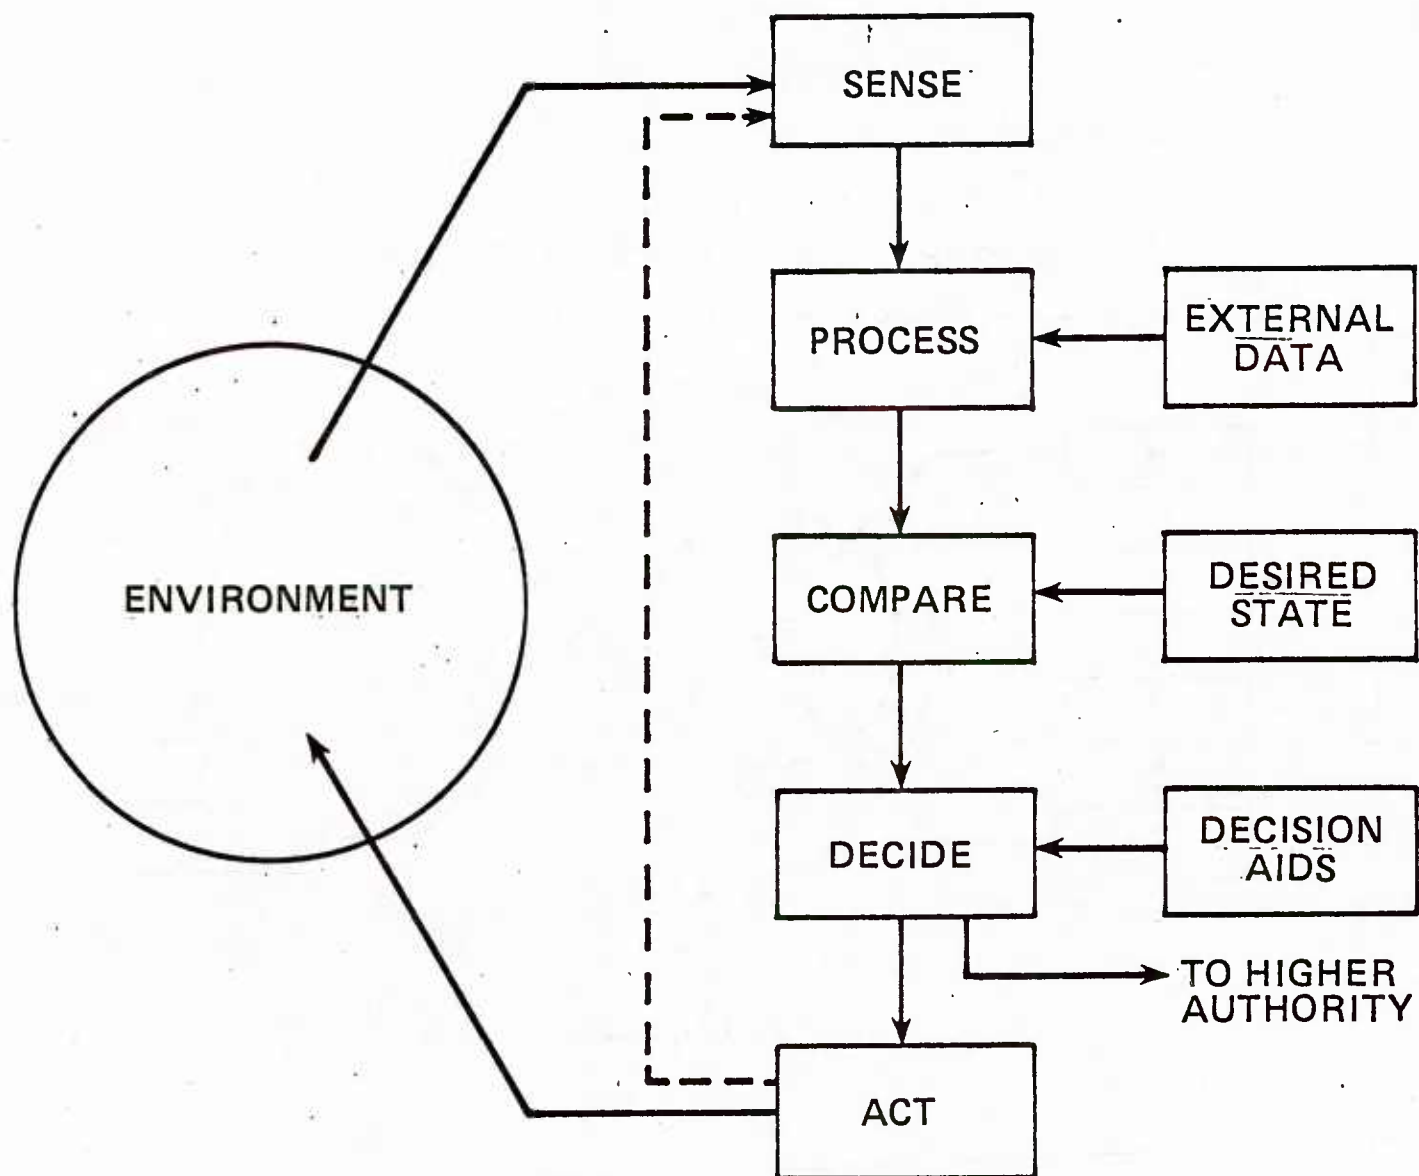 SENSE
PROCESS
EXTERNAL
DATA
ENVIRONMENT
COMPARE
DESIRED
STATE
DECIDE
DECISION
AIDS
TO HIGHER
AUTHORITY
ACT